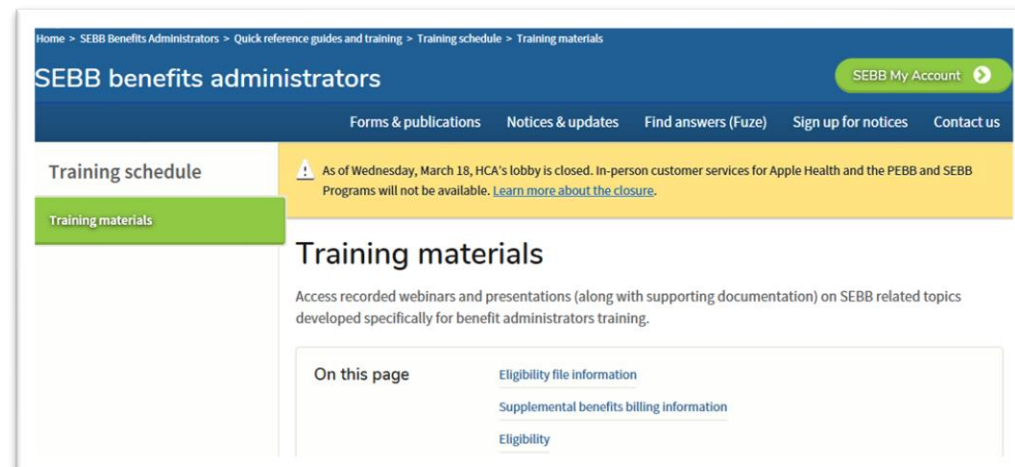 Home > SEBB Benefits Administrators > Quick reference guides and training > Training schedule > Training materials
SEBB benefits administrators
SEBB My Account
Forms & publications Notices & updates Find answers (Fuze) Sign up for notices Contact us
Training schedule
Training materials
As of Wednesday, March 18, HCA's lobby is closed. In-person customer services for Apple Health and the PEBB and SEBB
Programs will not be available. Learn more about the closure.
Training materials
Access recorded webinars and presentations (along with supporting documentation) on SEBB related topics
developed specifically for benefit administrators training.
On this page
Eligibility file information
Supplemental benefits billing information
Eligibility